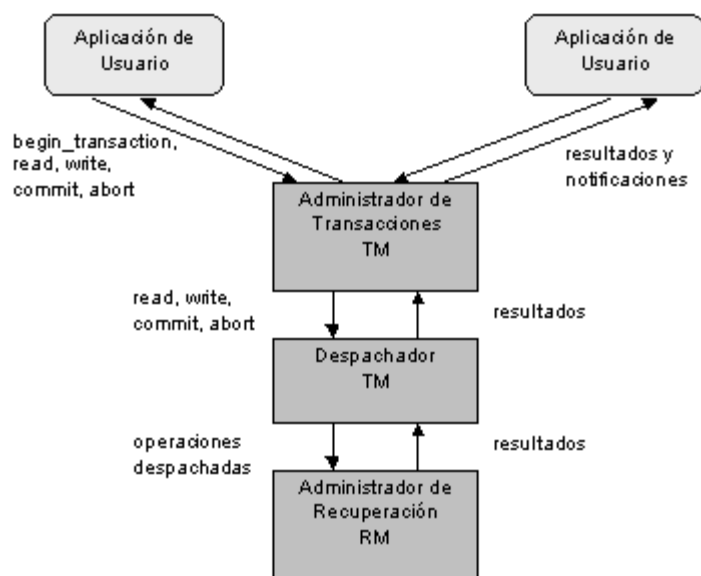 Aplicación de
Usuario
Aplicación de
Usuario
begin_transaction,
read, write,
commit, abort
resultados y
notificaciones
Administrador de
Transacciones
TM
read, write,
commit, abort
resultados
Despachador
TM
operaciones
despachadas
resultados
Administrador de
Recuperación
RM